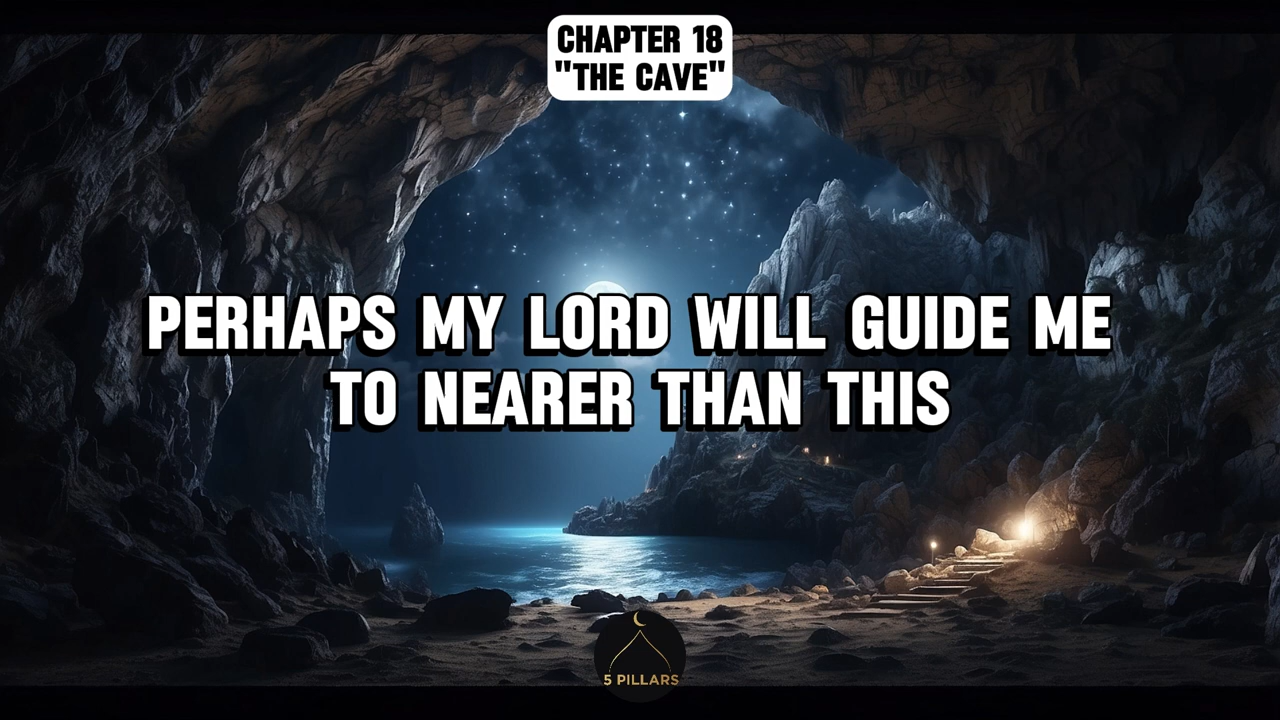 CHAPTER 18
"THE CAVE"
PERHAPS MY LORD WILL GUIDE ME
TO NEARER THAN THIS
5 PILLARS